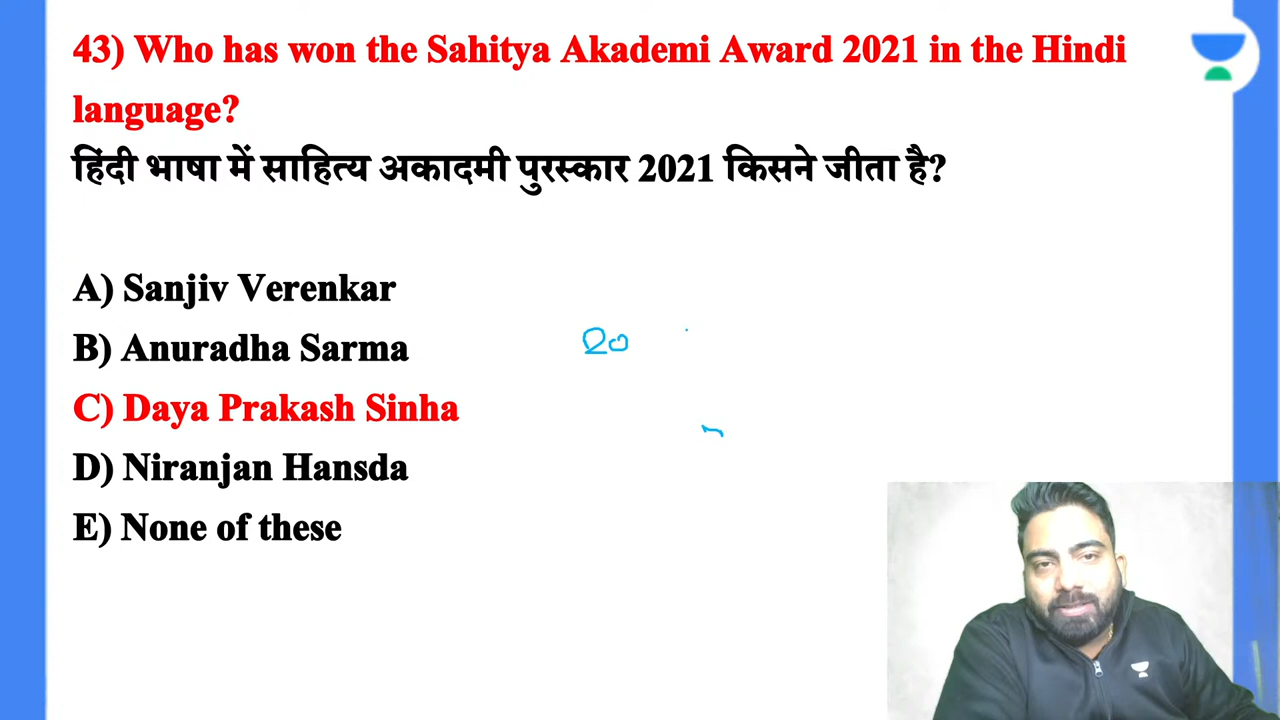 43) Who has won the Sahitya Akademi Award 2021 in the Hindi
language?
हिंदी भाषा में साहित्य अकादमी पुरस्कार 2021 किसने जीता है?
A) Sanjiv Verenkar
B) Anuradha Sarma
20
C) Daya Prakash Sinha
D) Niranjan Hansda
E) None of these